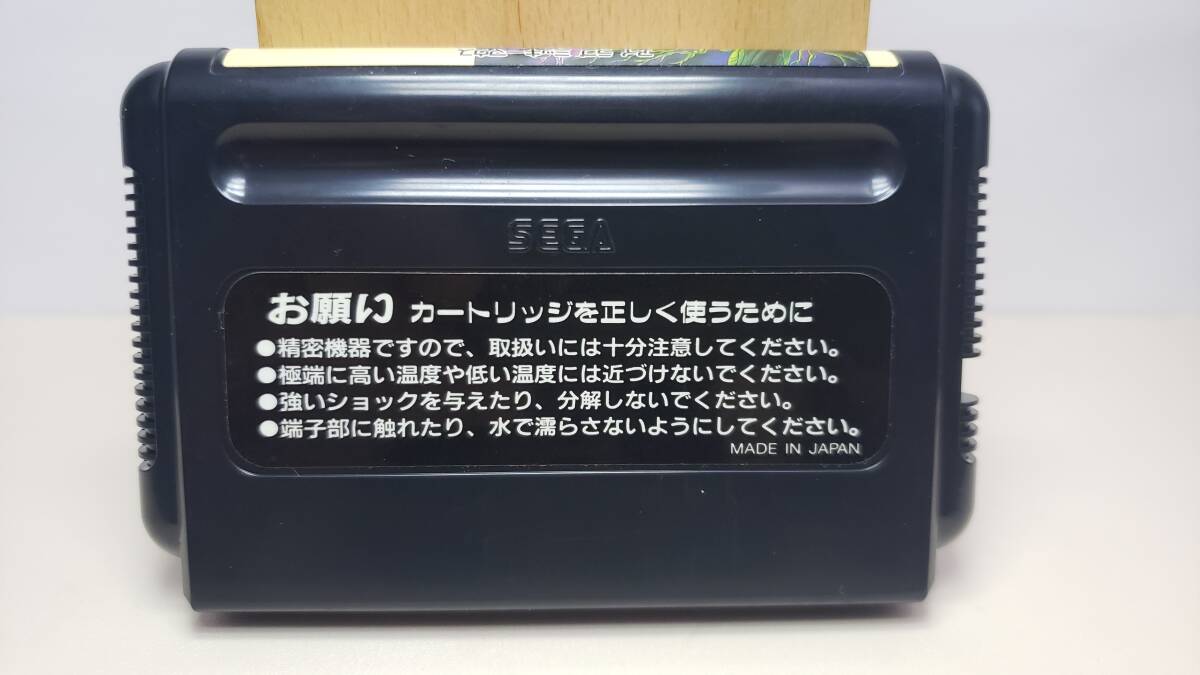 SEGA
お願い カートリッジを正しく使うために
●精密機器ですので、取扱いには十分注意してください。
●極端に高い温度や低い温度には近づけないでください。
●強いショックを与えたり、分解しないでください。
●端子部に触れたり、水で濡らさないようにしてください。
MADE IN JAPAN